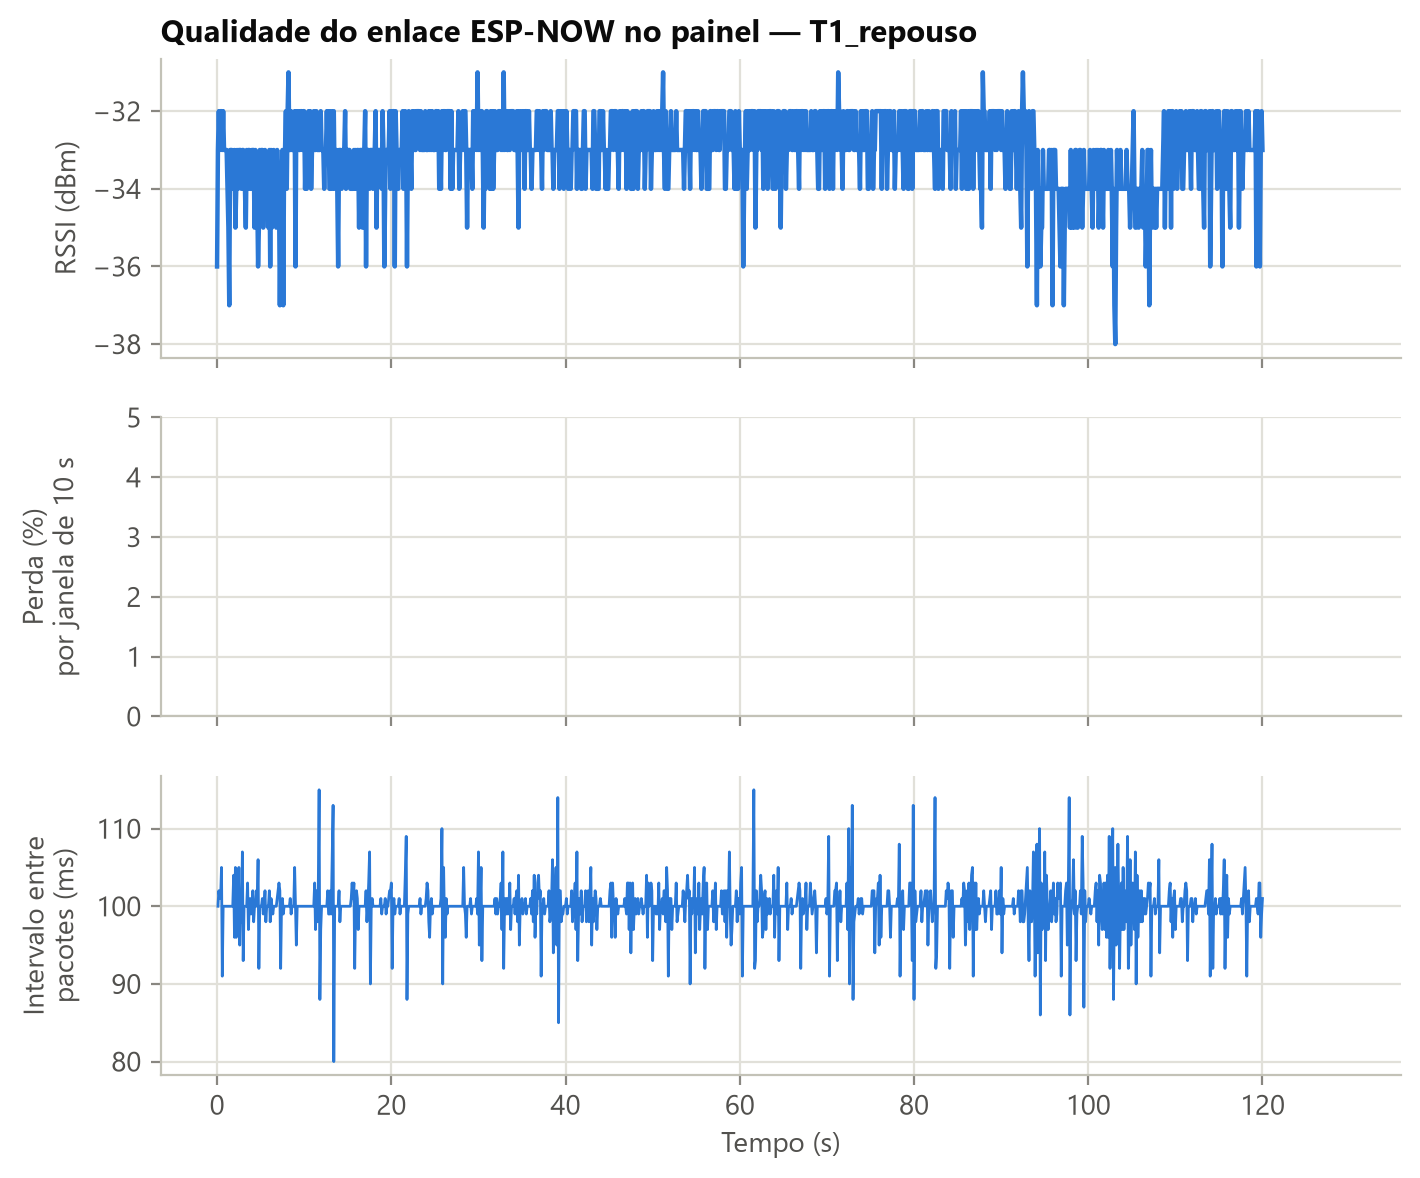 Qualidade do enlace ESP-NOW no painel — T1_repouso
RSSI (dBm)
−32
−34
−36
−38
Perda (%)
por janela de 10 s
5
4
3
2
1
0
Intervalo entre
pacotes (ms)
110
100
90
80
0 20 40 60 80 100 120
Tempo (s)